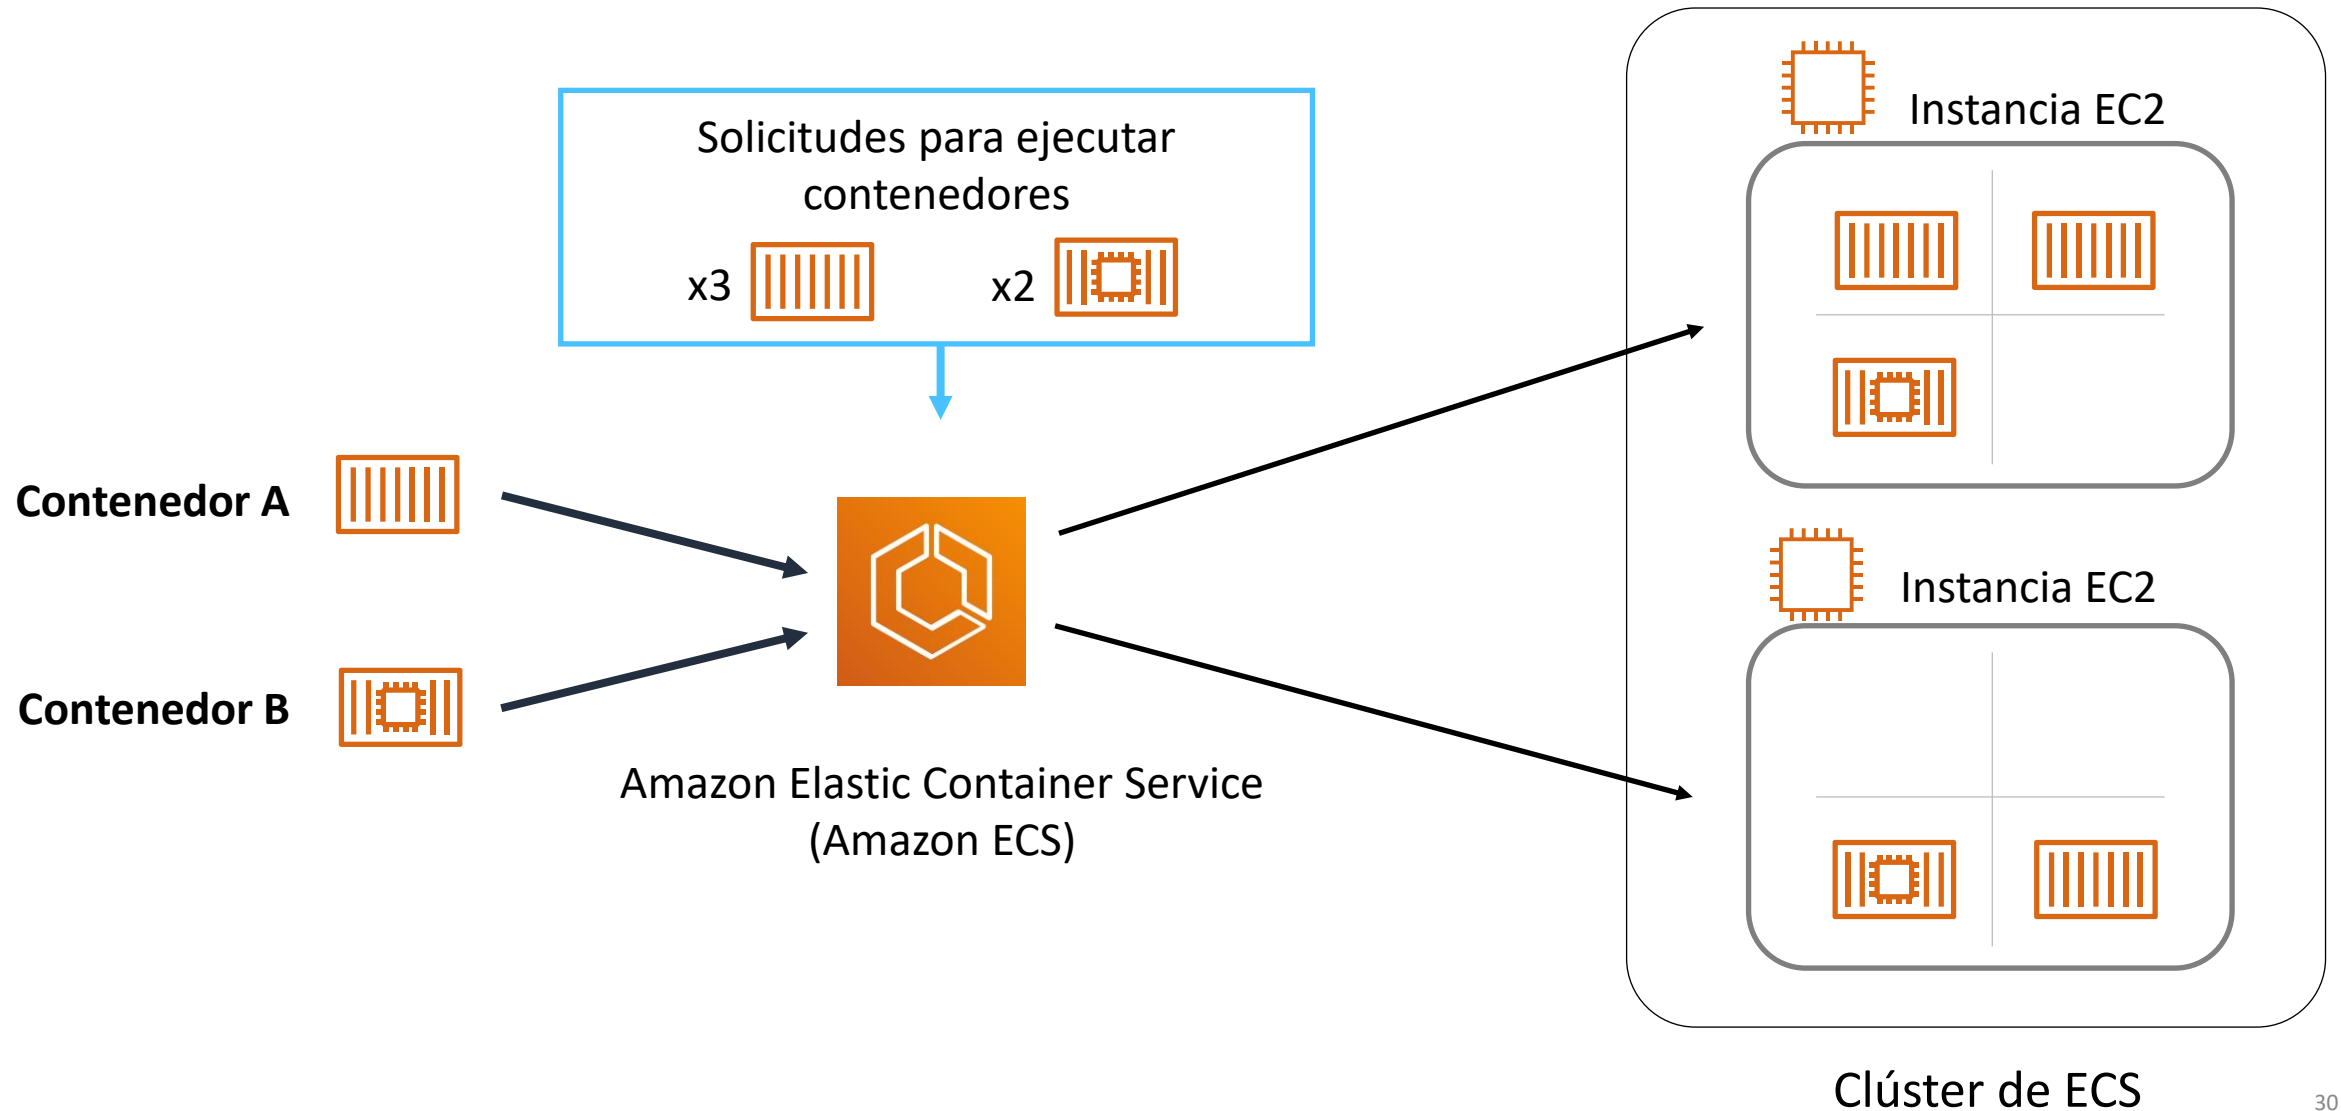 Solicitudes para ejecutar
contenedores
x3
x2
Contenedor A
Contenedor B
Amazon Elastic Container Service
(Amazon ECS)
Instancia EC2
Instancia EC2
Clúster de ECS
30